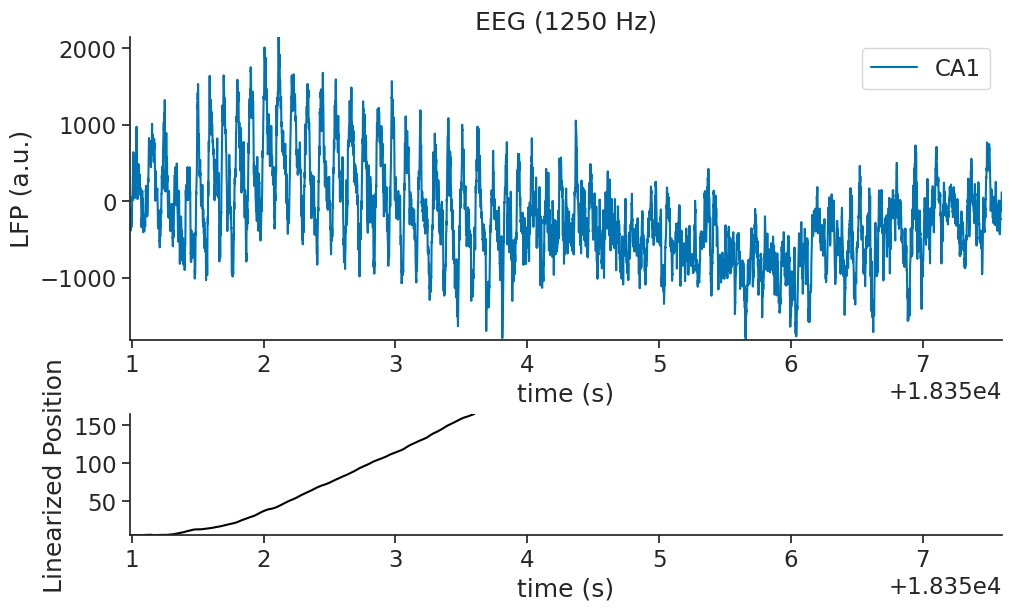 EEG (1250 Hz)
CA1
LFP (a.u.)
2000
1000
0
−1000
1 2 3 4 5 6 7
time (s)
+1.835e4
Linearized Position
150
100
50
1 2 3 4 5 6 7
time (s)
+1.835e4